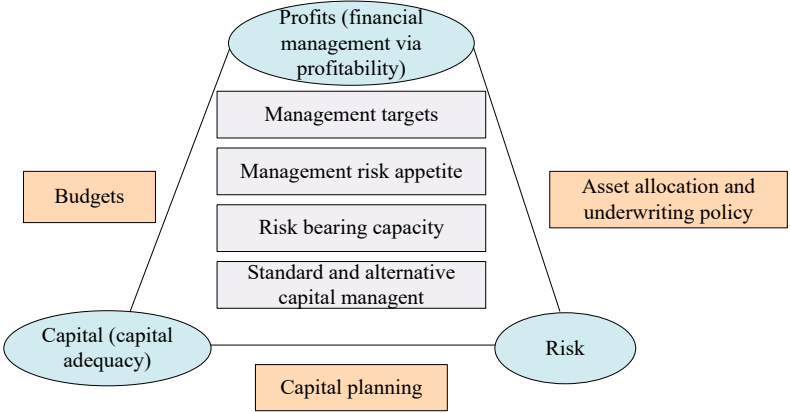 Profits (financial
management via
profitability)
Management targets
Management risk appetite
Budgets
Asset allocation and
underwriting policy
Risk bearing capacity
Standard and alternative
capital managent
Capital (capital
adequacy)
Risk
Capital planning